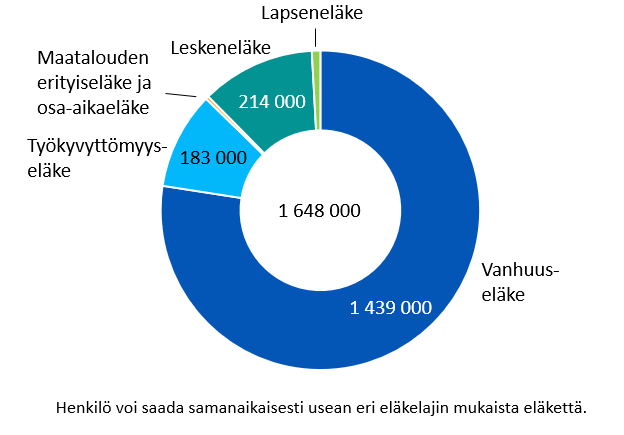 Lapseneläke
Leskeneläke
Maatalouden
erityiseläke ja
osa-aikaeläke
214 000
Työkyvyttömyys-
eläke
183 000
1 648 000
Vanhuus-
eläke
1 439 000
Henkilö voi saada samanaikaisesti usean eri eläkelajin mukaista eläkettä.